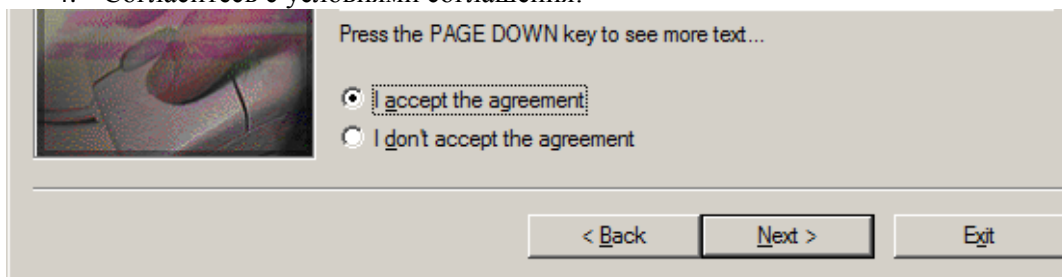 4. Согласитесь с условиями соглашения.
Press the PAGE DOWN key to see more text...
I accept the agreement
I don't accept the agreement
< Back Next > Exit